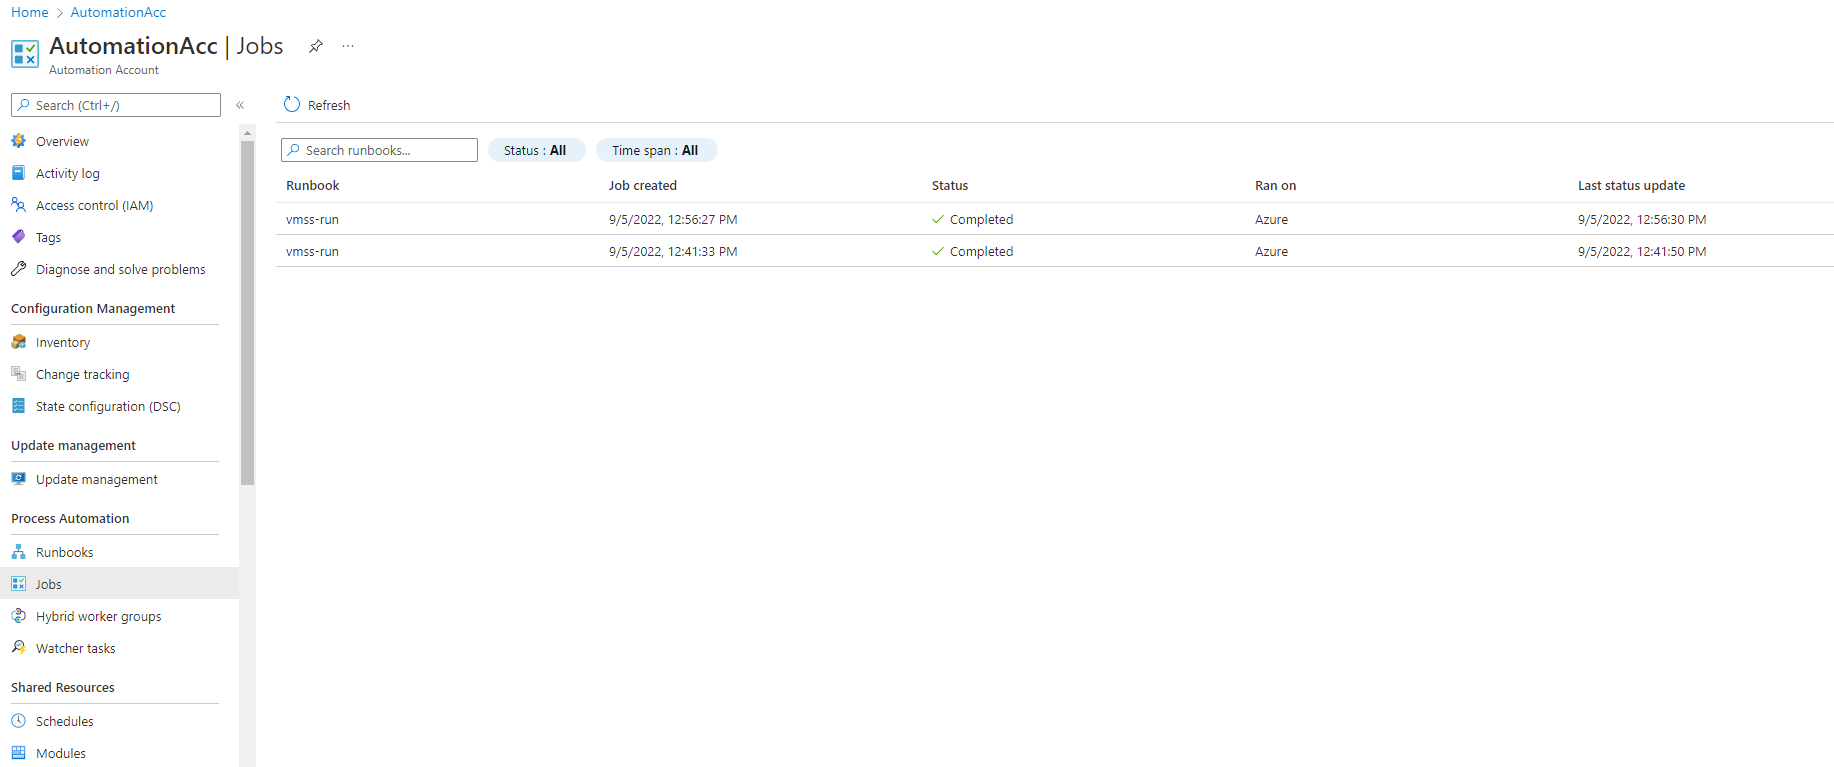 Home > AutomationAcc
AutomationAcc | Jobs
Automation Account
Search (Ctrl+/)
«
Overview
Activity log
Access control (IAM)
Tags
Diagnose and solve problems
Configuration Management
Inventory
Change tracking
State configuration (DSC)
Update management
Update management
Process Automation
Runbooks
Jobs
Hybrid worker groups
Watcher tasks
Shared Resources
Schedules
Modules
Refresh
Search runbooks...
Status : All
Time span : All
Runbook Job created Status Ran on Last status update
vmss-run 9/5/2022, 12:56:27 PM Completed Azure 9/5/2022, 12:56:30 PM
vmss-run 9/5/2022, 12:41:33 PM Completed Azure 9/5/2022, 12:41:50 PM